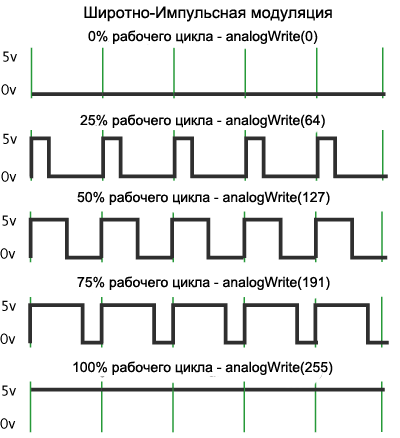 Широтно-Импульсная модуляция
0% рабочего цикла - analogWrite(0)
5v
0v
25% рабочего цикла - analogWrite(64)
5v
0v
50% рабочего цикла - analogWrite(127)
5v
0v
75% рабочего цикла - analogWrite(191)
5v
0v
100% рабочего цикла - analogWrite(255)
5v
0v